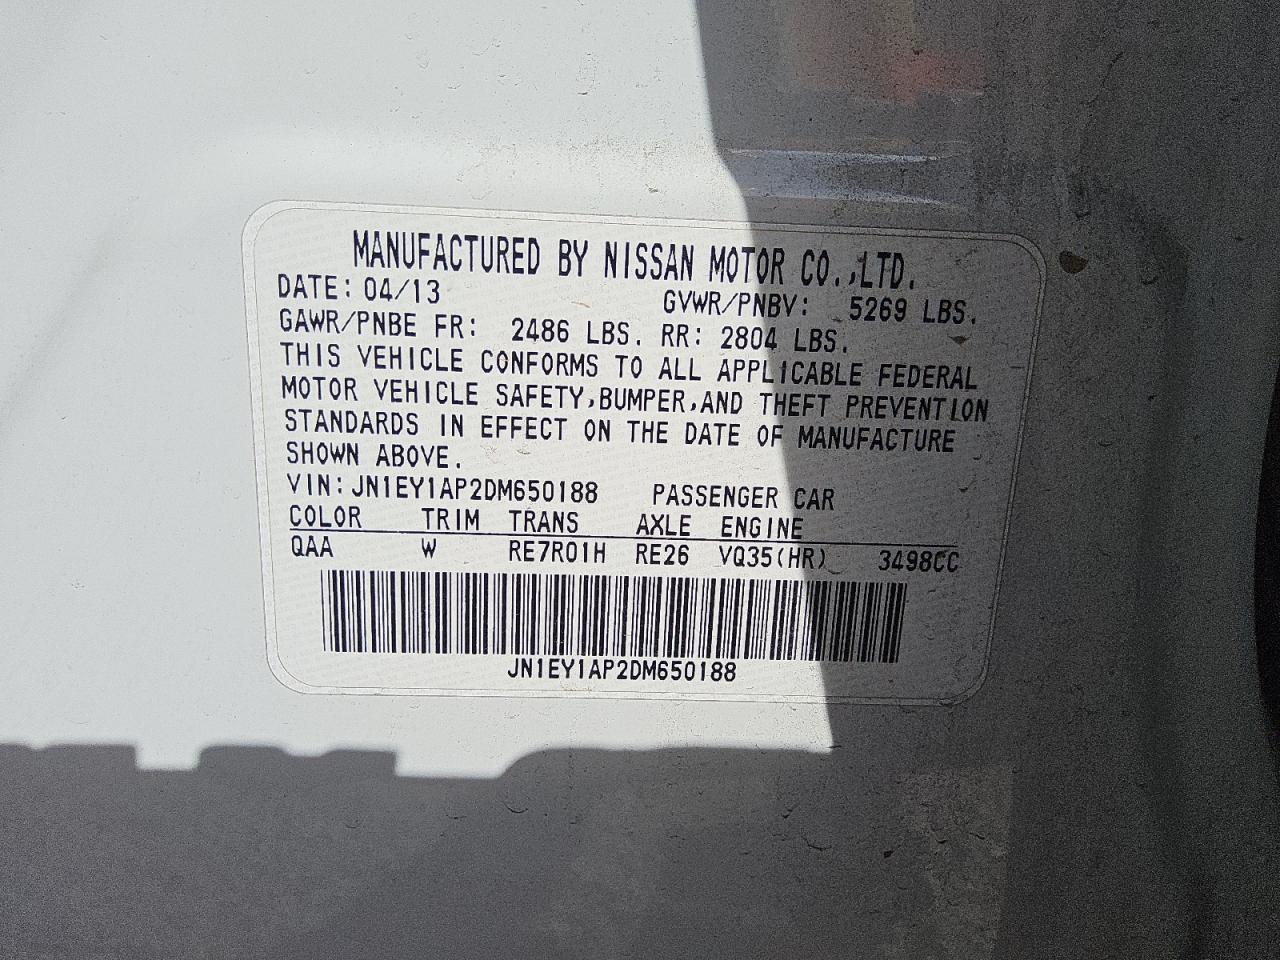 MANUFACTURED BY NISSAN MOTOR CO.,LTD.
DATE: 04/13 GVWR/PNBV: 5269 LBS.
GAWR/PNBE FR: 2486 LBS. RR: 2804 LBS.
THIS VEHICLE CONFORMS TO ALL APPLICABLE FEDERAL
MOTOR VEHICLE SAFETY,BUMPER,AND THEFT PREVENTION
STANDARDS IN EFFECT ON THE DATE OF MANUFACTURE
SHOWN ABOVE.
VIN: JN1EY1AP2DM650188 PASSENGER CAR
COLOR TRIM TRANS AXLE ENGINE
QAA W RE7R01H RE26 VQ35(HR) 3498CC
JN1EY1AP2DM650188